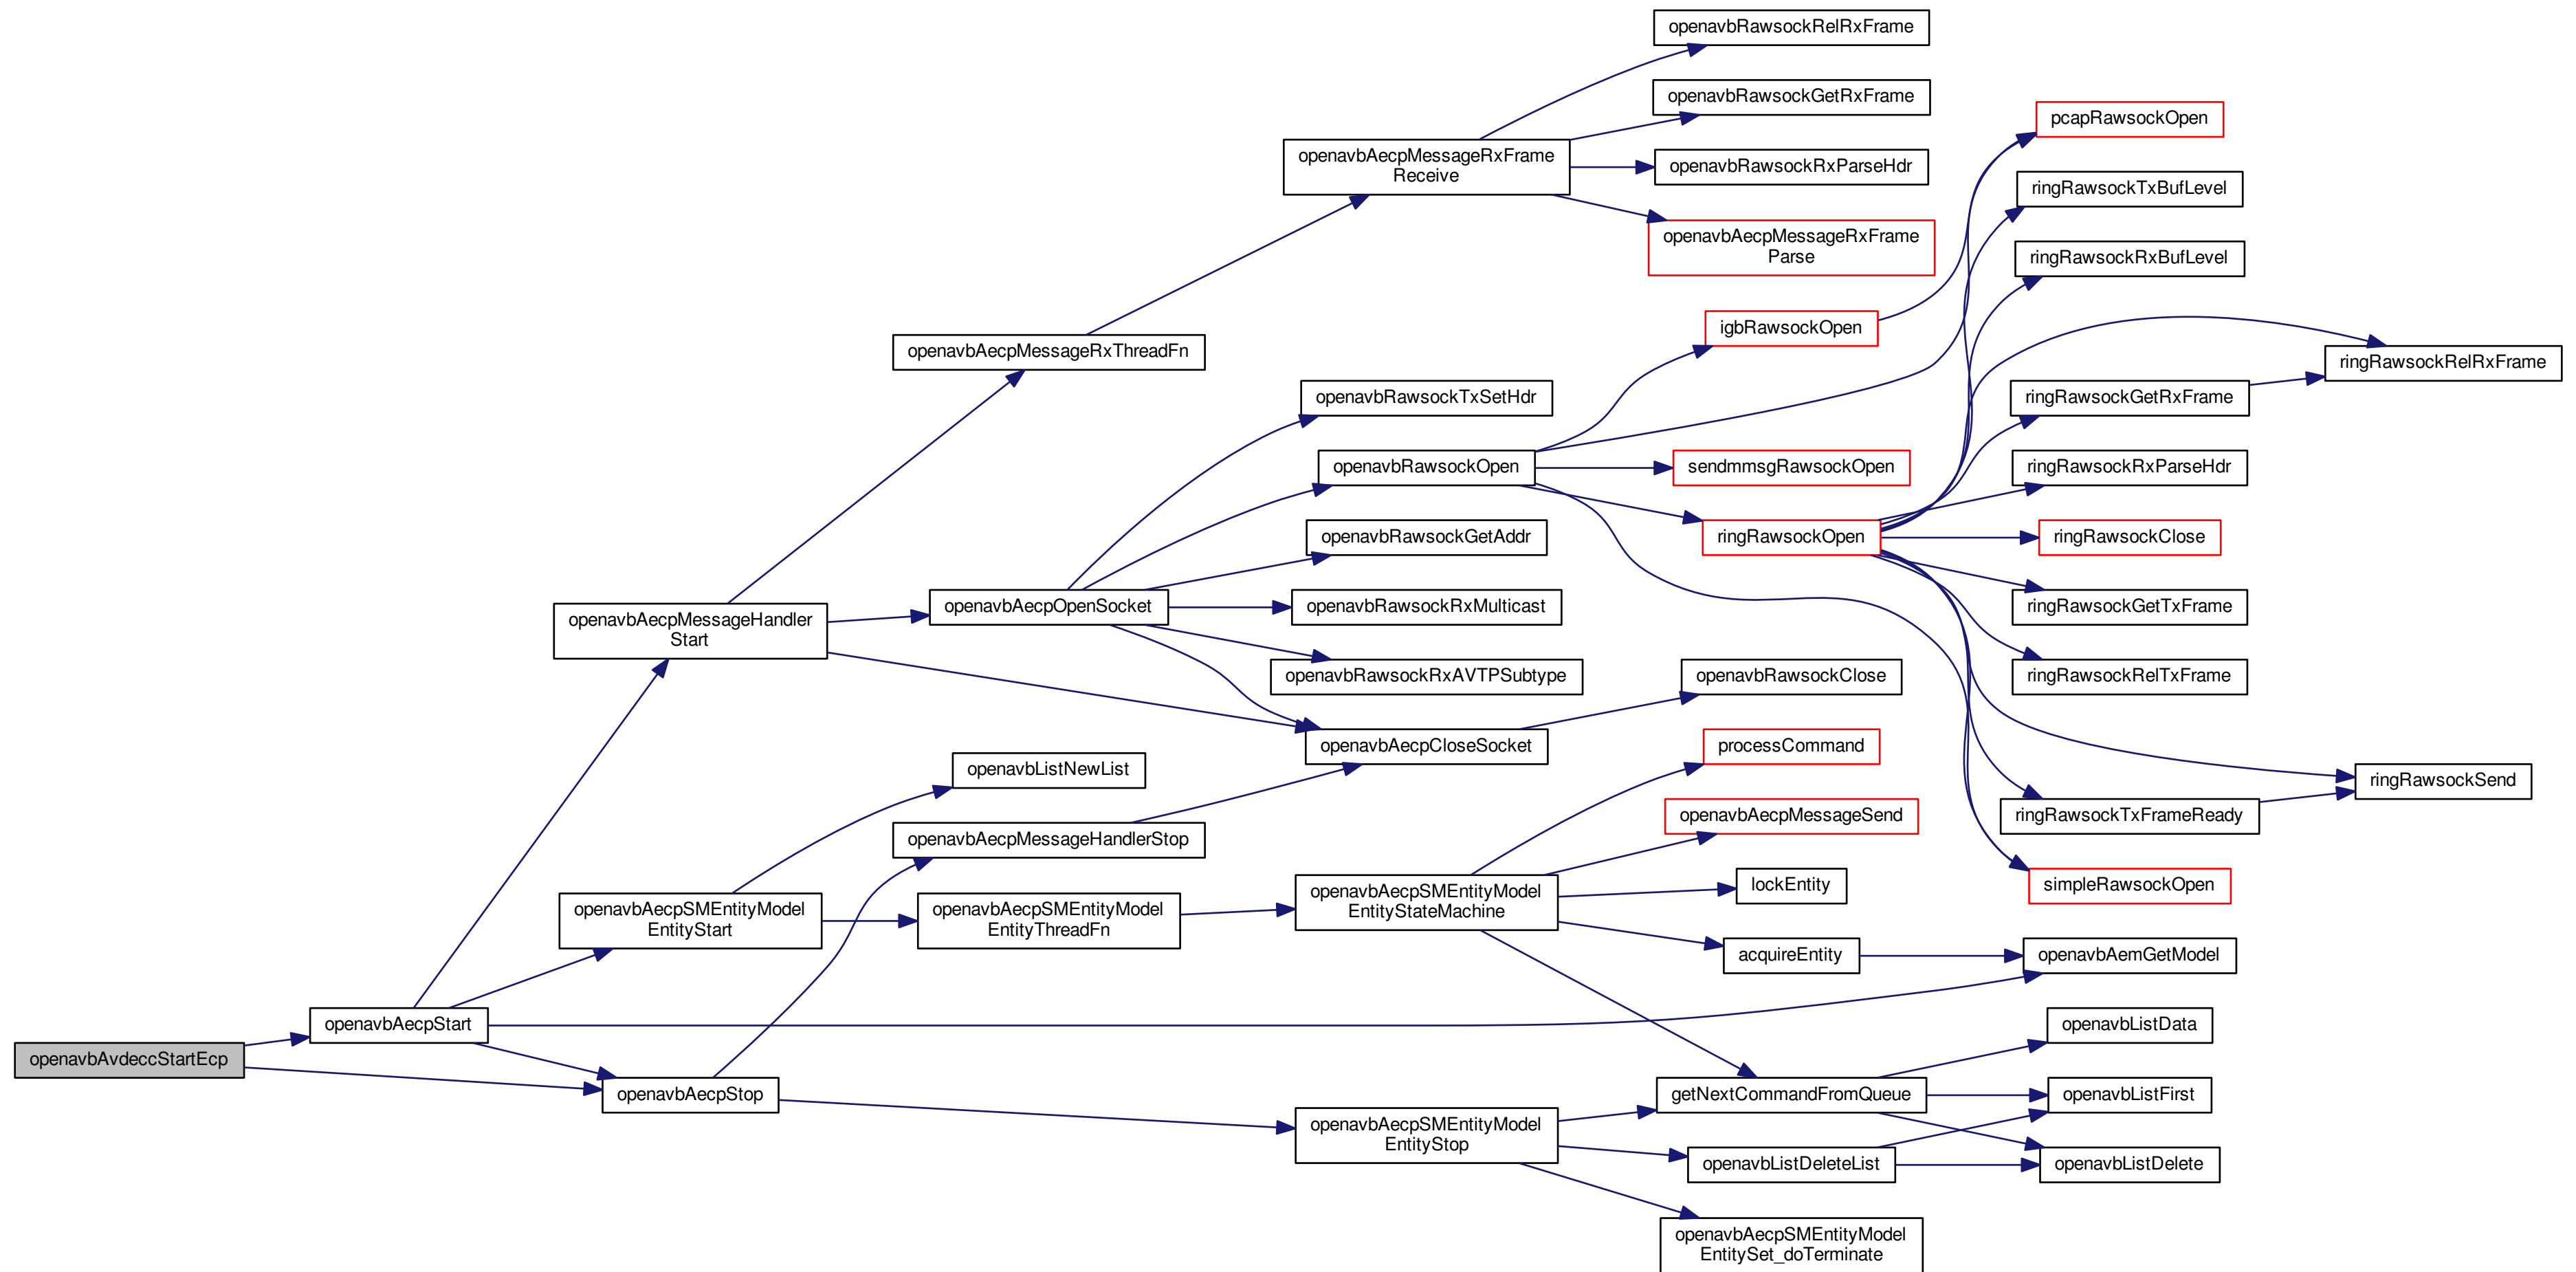 openavbRawsockRelRxFrame
openavbRawsockGetRxFrame
pcapRawsockOpen
openavbAecpMessageRxFrame
Receive
openavbRawsockRxParseHdr
ringRawsockTxBufLevel
openavbAecpMessageRxFrame
Parse
ringRawsockRxBufLevel
igbRawsockOpen
openavbAecpMessageRxThreadFn
ringRawsockRelRxFrame
openavbRawsockTxSetHdr
ringRawsockGetRxFrame
openavbRawsockOpen
sendmmsgRawsockOpen
ringRawsockRxParseHdr
openavbRawsockGetAddr
ringRawsockOpen
ringRawsockClose
openavbAecpMessageHandler
Start
openavbAecpOpenSocket
openavbRawsockRxMulticast
ringRawsockGetTxFrame
openavbRawsockRxAVTPSubtype
openavbRawsockClose
ringRawsockRelTxFrame
openavbAecpCloseSocket
processCommand
openavbListNewList
ringRawsockSend
openavbAecpMessageHandlerStop
openavbAecpMessageSend
ringRawsockTxFrameReady
openavbAecpSMEntityModel
EntityStart
openavbAecpSMEntityModel
EntityThreadFn
openavbAecpSMEntityModel
EntityStateMachine
lockEntity
simpleRawsockOpen
acquireEntity
openavbAemGetModel
openavbAecpStart
openavbListData
openavbAvdeccStartEcp
openavbAecpStop
getNextCommandFromQueue
openavbListFirst
openavbAecpSMEntityModel
EntityStop
openavbListDeleteList
openavbListDelete
openavbAecpSMEntityModel
EntitySet_doTerminate